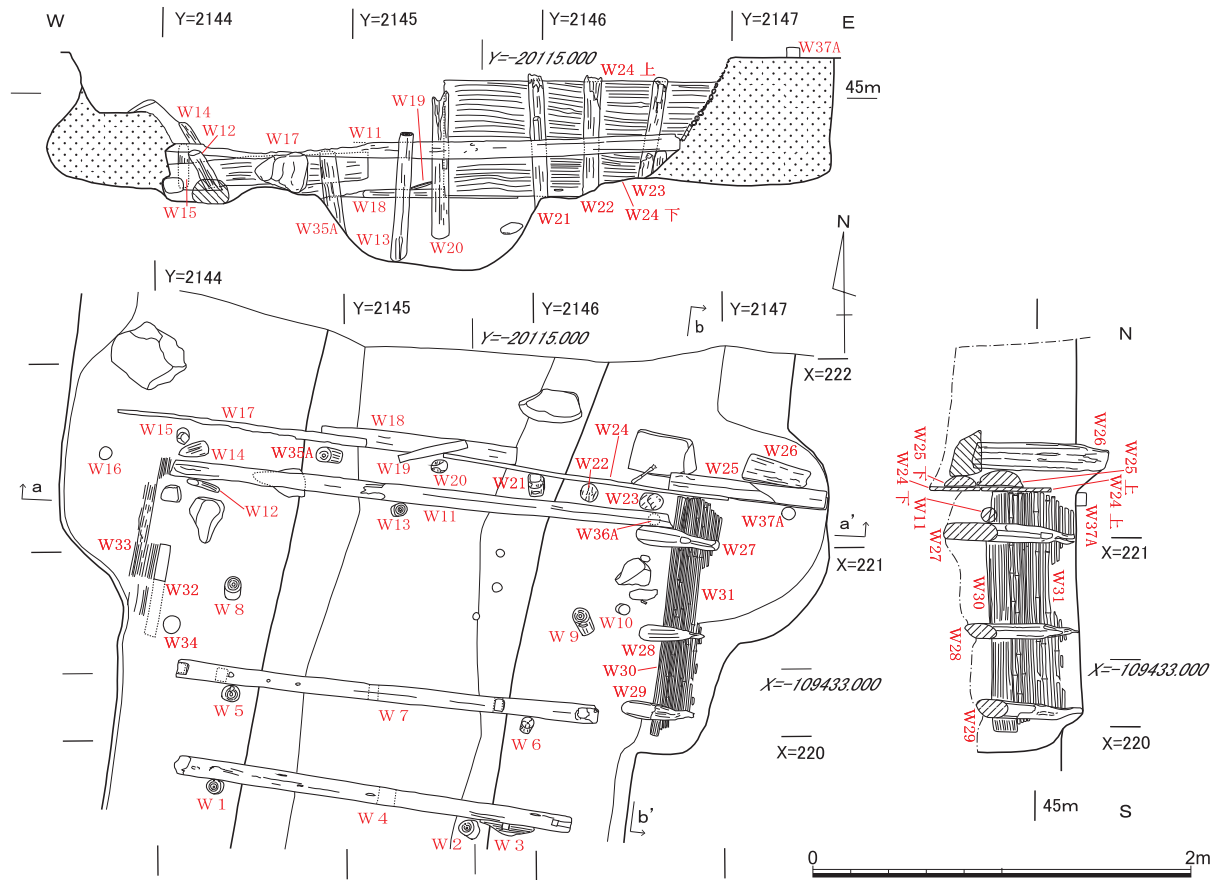 W
Y=2144
Y=2145
Y=2146
Y=2147
E
Y=-20115.000
W37A
W24 上
45m
W14
W12
W17
W11
W19
W15
W18
W35A
W13
W20
W21
W22
W23
W24 下
N
Y=2144
Y=2145
Y=2146
Y=2147
Y=-20115.000
b
X=222
N
W17
W18
W15
W35A
W14
W16
W19
W20
W24
W22
W25
W26
W21
W23
W12
W13
W11
W36A
W37A
a
a'
W27
X=221
W33
W32
W31
W8
W9
W10
W34
W28
W30
W29
X=-109433.000
W5
W7
W6
X=220
W1
W4
W2
W3
b'
W26
W25 下
W25 上
W24 下
W24 上
W11
W37A
W27
X=221
W30
W31
W28
X=-109433.000
W29
X=220
45m
S
0
2m